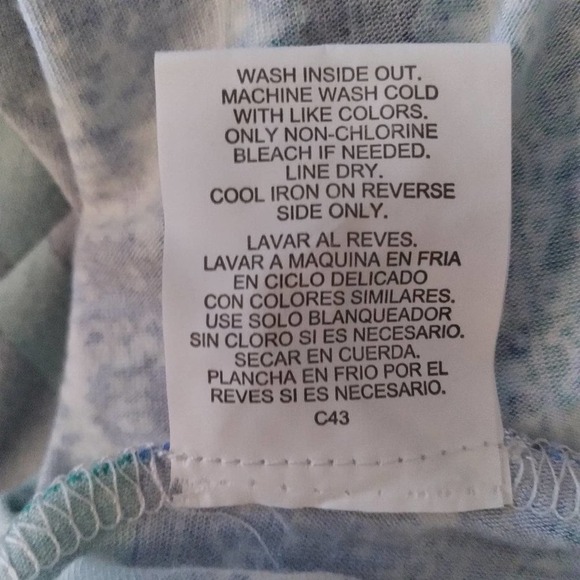 WASH INSIDE OUT.
MACHINE WASH COLD
WITH LIKE COLORS.
ONLY NON-CHLORINE
BLEACH IF NEEDED.
LINE DRY.
COOL IRON ON REVERSE
SIDE ONLY.
LAVAR AL REVES.
LAVAR A MAQUINA EN FRIA
EN CICLO DELICADO
CON COLORES SIMILARES.
USE SOLO BLANQUEADOR
SIN CLORO SI ES NECESARIO.
SECAR EN CUERDA.
PLANCHA EN FRIO POR EL
REVES SI ES NECESARIO.
C43